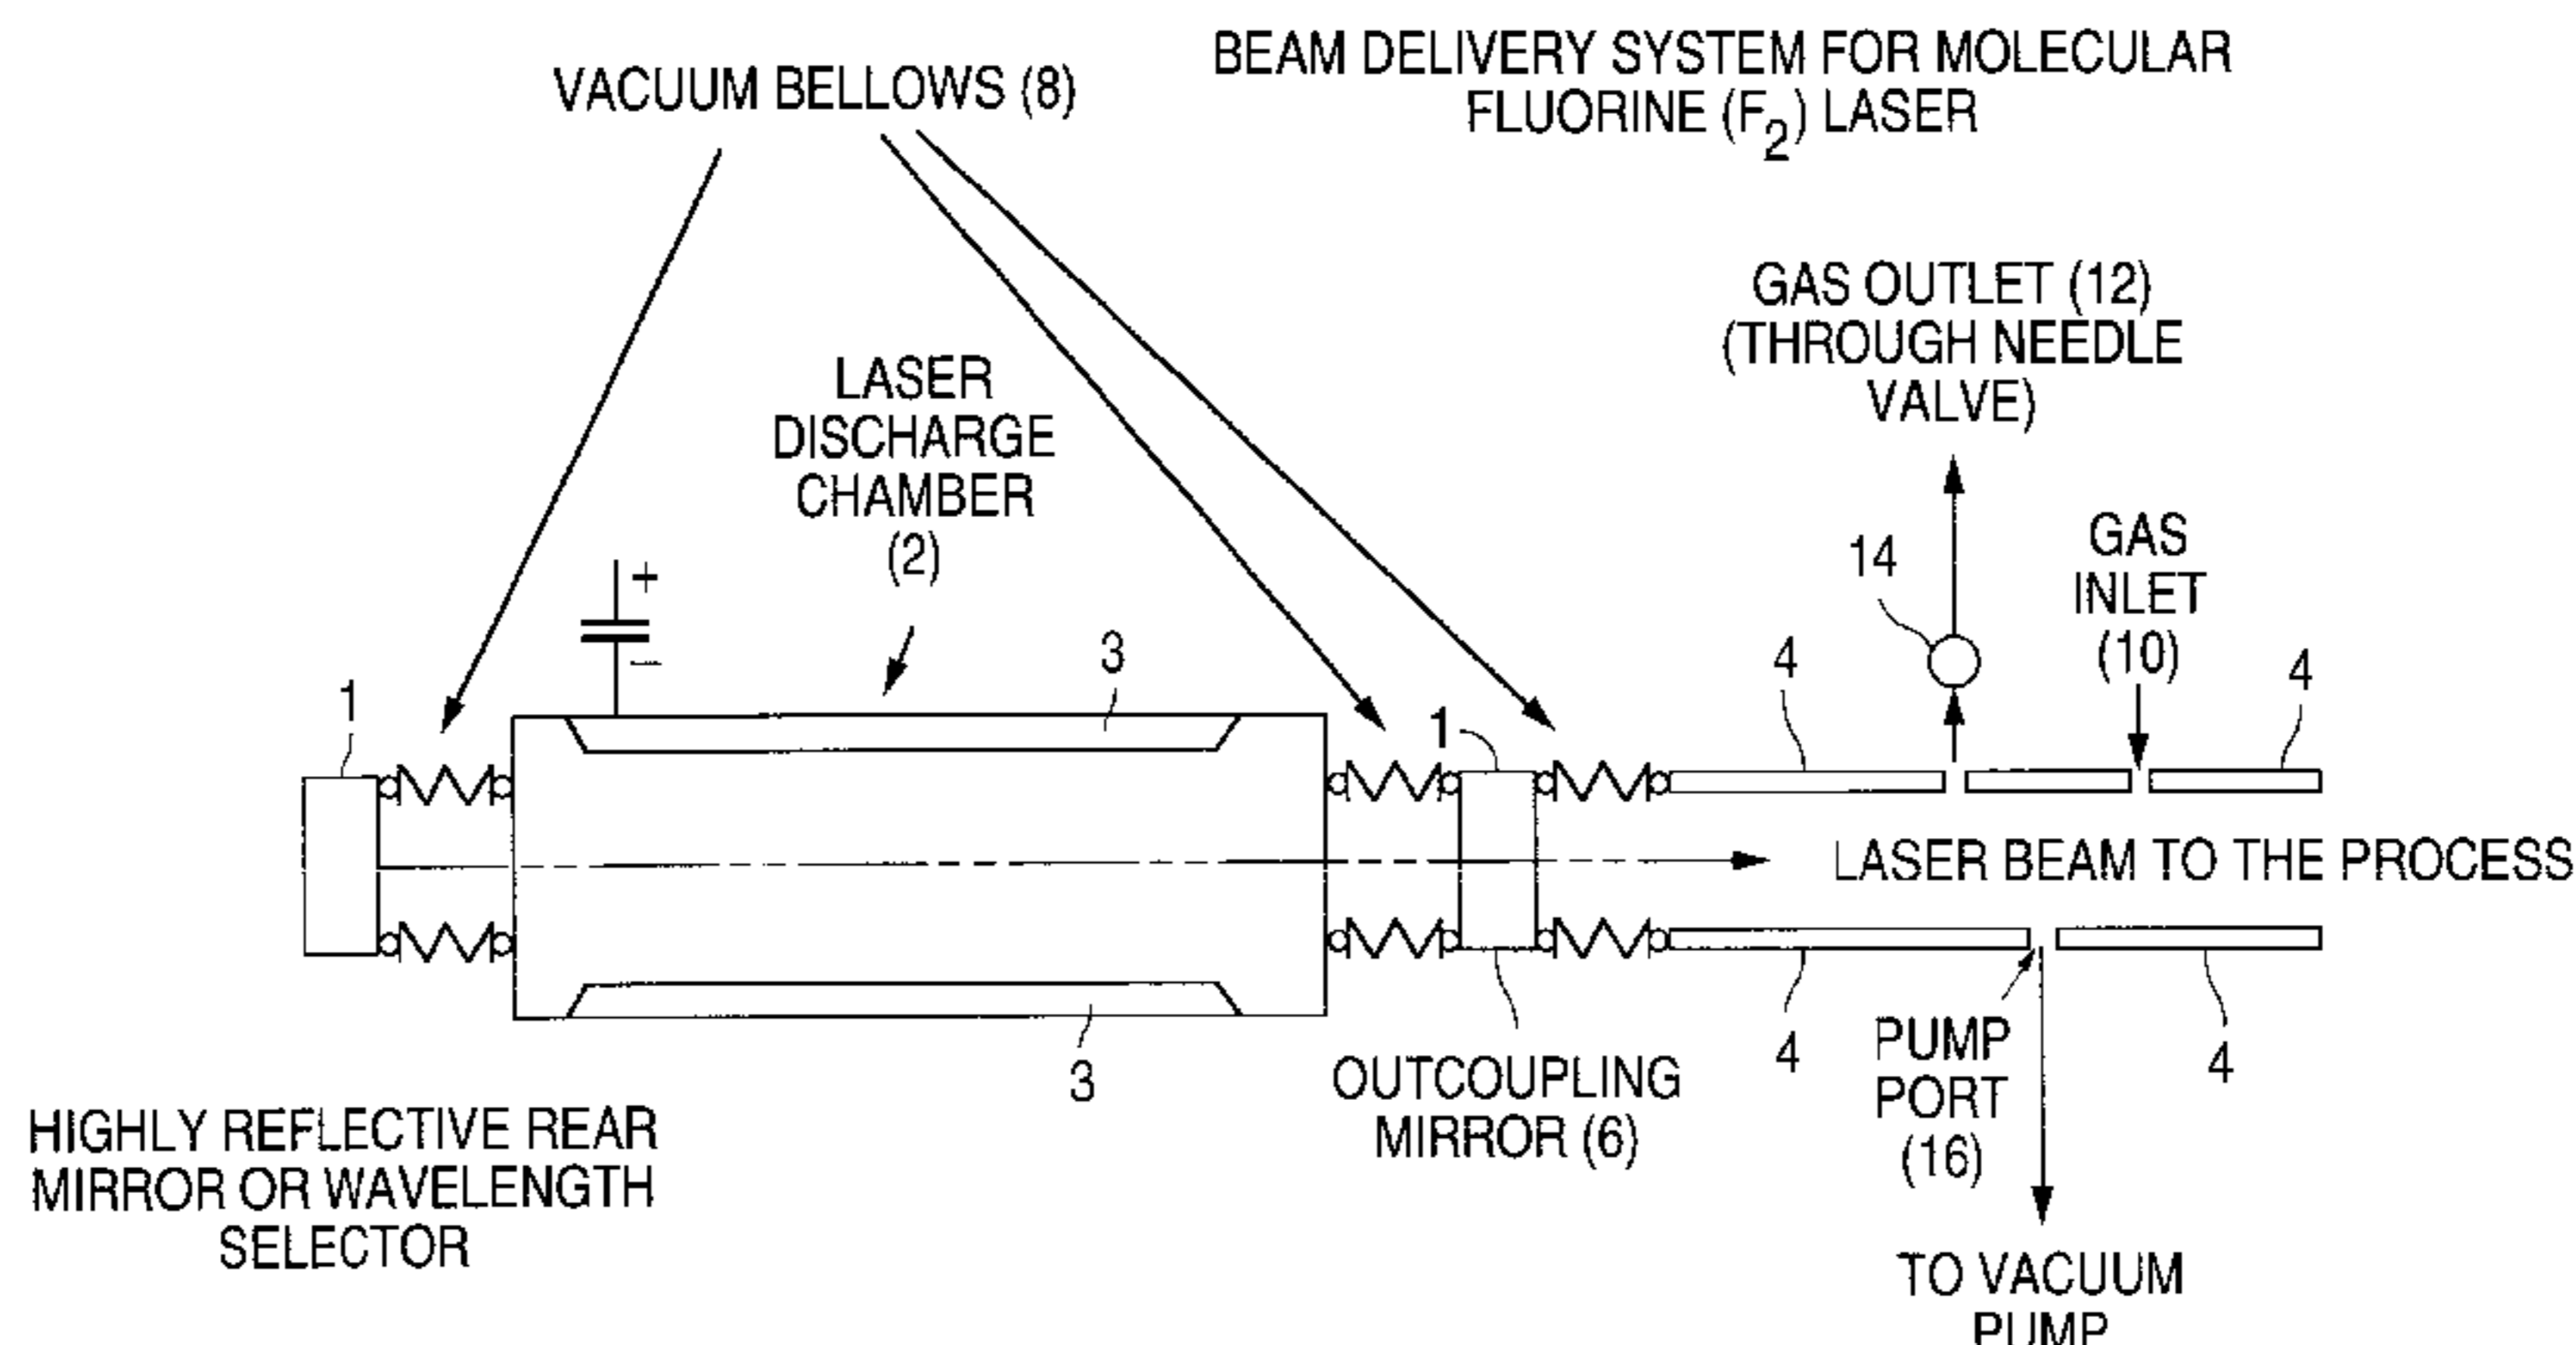 BEAM DELIVERY SYSTEM FOR MOLECULAR
FLUORINE (F2) LASER
VACUUM BELLOWS (8)
GAS OUTLET (12)
(THROUGH NEEDLE
VALVE)
LASER
DISCHARGE
CHAMBER
(2)
14
GAS
INLET
(10)
+
−
3
4
4
1
1
LASER BEAM TO THE PROCESS
3
4
4
PUMP
PORT
(16)
OUTCOUPLING
MIRROR (6)
HIGHLY REFLECTIVE REAR
MIRROR OR WAVELENGTH
SELECTOR
TO VACUUM
PUMP